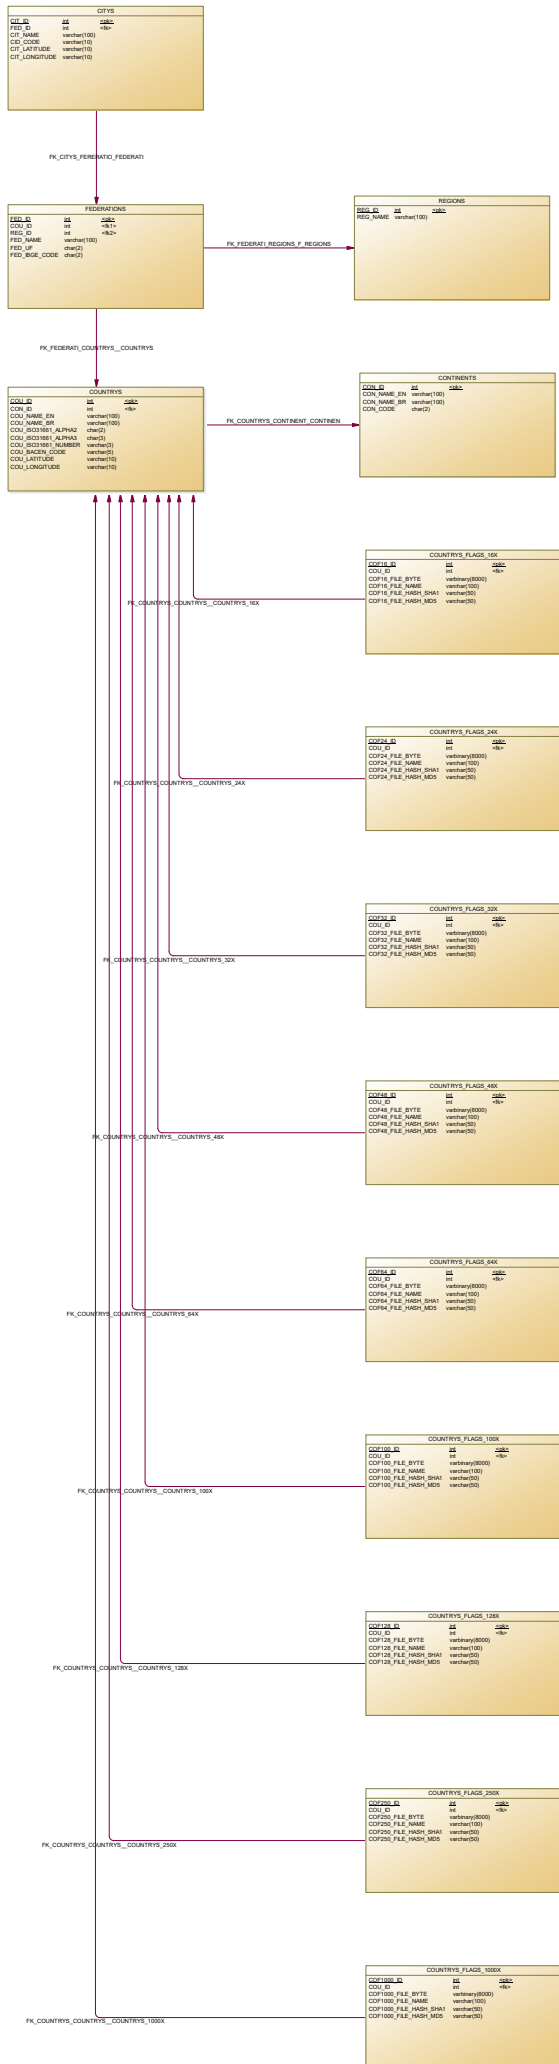 CITYS
CIT_ID int <pk>
FED_ID int <fk>
CIT_NAME varchar(100)
CID_CODE varchar(10)
CIT_LATITUDE varchar(10)
CIT_LONGITUDE varchar(10)
FK_CITYS_FERERATIO_FEDERATI
FEDERATIONS
FED_ID int <pk>
COU_ID int <fk1>
REG_ID int <fk2>
FED_NAME varchar(100)
FED_UF char(2)
FED_IBGE_CODE char(2)
FK_FEDERATI_REGIONS_F_REGIONS
REGIONS
REG_ID int <pk>
REG_NAME varchar(100)
FK_FEDERATI_COUNTRYS__COUNTRYS
COUNTRYS
COU_ID int <pk>
CON_ID int <fk>
COU_NAME_EN varchar(100)
COU_NAME_BR varchar(100)
COU_ISO31661_ALPHA2 char(2)
COU_ISO31661_ALPHA3 char(3)
COU_ISO31661_NUMBER varchar(3)
COU_BACEN_CODE varchar(5)
COU_LATITUDE varchar(10)
COU_LONGITUDE varchar(10)
FK_COUNTRYS_CONTINENT_CONTINEN
CONTINENTS
CON_ID int <pk>
CON_NAME_EN varchar(100)
CON_NAME_BR varchar(100)
CON_CODE char(2)
COUNTRYS_FLAGS_16X
COF16_ID int <pk>
COU_ID int <fk>
COF16_FILE_BYTE varbinary(8000)
COF16_FILE_NAME varchar(100)
COF16_FILE_HASH_SHA1 varchar(50)
COF16_FILE_HASH_MD5 varchar(50)
FK_COUNTRYS_COUNTRYS__COUNTRYS_16X
COUNTRYS_FLAGS_24X
COF24_ID int <pk>
COU_ID int <fk>
COF24_FILE_BYTE varbinary(8000)
COF24_FILE_NAME varchar(100)
COF24_FILE_HASH_SHA1 varchar(50)
COF24_FILE_HASH_MD5 varchar(50)
FK_COUNTRYS_COUNTRYS__COUNTRYS_24X
COUNTRYS_FLAGS_32X
COF32_ID int <pk>
COU_ID int <fk>
COF32_FILE_BYTE varbinary(8000)
COF32_FILE_NAME varchar(100)
COF32_FILE_HASH_SHA1 varchar(50)
COF32_FILE_HASH_MD5 varchar(50)
FK_COUNTRYS_COUNTRYS__COUNTRYS_32X
COUNTRYS_FLAGS_48X
COF48_ID int <pk>
COU_ID int <fk>
COF48_FILE_BYTE varbinary(8000)
COF48_FILE_NAME varchar(100)
COF48_FILE_HASH_SHA1 varchar(50)
COF48_FILE_HASH_MD5 varchar(50)
FK_COUNTRYS_COUNTRYS__COUNTRYS_48X
COUNTRYS_FLAGS_64X
COF64_ID int <pk>
COU_ID int <fk>
COF64_FILE_BYTE varbinary(8000)
COF64_FILE_NAME varchar(100)
COF64_FILE_HASH_SHA1 varchar(50)
COF64_FILE_HASH_MD5 varchar(50)
FK_COUNTRYS_COUNTRYS__COUNTRYS_64X
COUNTRYS_FLAGS_100X
COF100_ID int <pk>
COU_ID int <fk>
COF100_FILE_BYTE varbinary(8000)
COF100_FILE_NAME varchar(100)
COF100_FILE_HASH_SHA1 varchar(50)
COF100_FILE_HASH_MD5 varchar(50)
FK_COUNTRYS_COUNTRYS__COUNTRYS_100X
COUNTRYS_FLAGS_128X
COF128_ID int <pk>
COU_ID int <fk>
COF128_FILE_BYTE varbinary(8000)
COF128_FILE_NAME varchar(100)
COF128_FILE_HASH_SHA1 varchar(50)
COF128_FILE_HASH_MD5 varchar(50)
FK_COUNTRYS_COUNTRYS__COUNTRYS_128X
COUNTRYS_FLAGS_250X
COF250_ID int <pk>
COU_ID int <fk>
COF250_FILE_BYTE varbinary(8000)
COF250_FILE_NAME varchar(100)
COF250_FILE_HASH_SHA1 varchar(50)
COF250_FILE_HASH_MD5 varchar(50)
FK_COUNTRYS_COUNTRYS__COUNTRYS_250X
COUNTRYS_FLAGS_1000X
COF1000_ID int <pk>
COU_ID int <fk>
COF1000_FILE_BYTE varbinary(8000)
COF1000_FILE_NAME varchar(100)
COF1000_FILE_HASH_SHA1 varchar(50)
COF1000_FILE_HASH_MD5 varchar(50)
FK_COUNTRYS_COUNTRYS__COUNTRYS_1000X